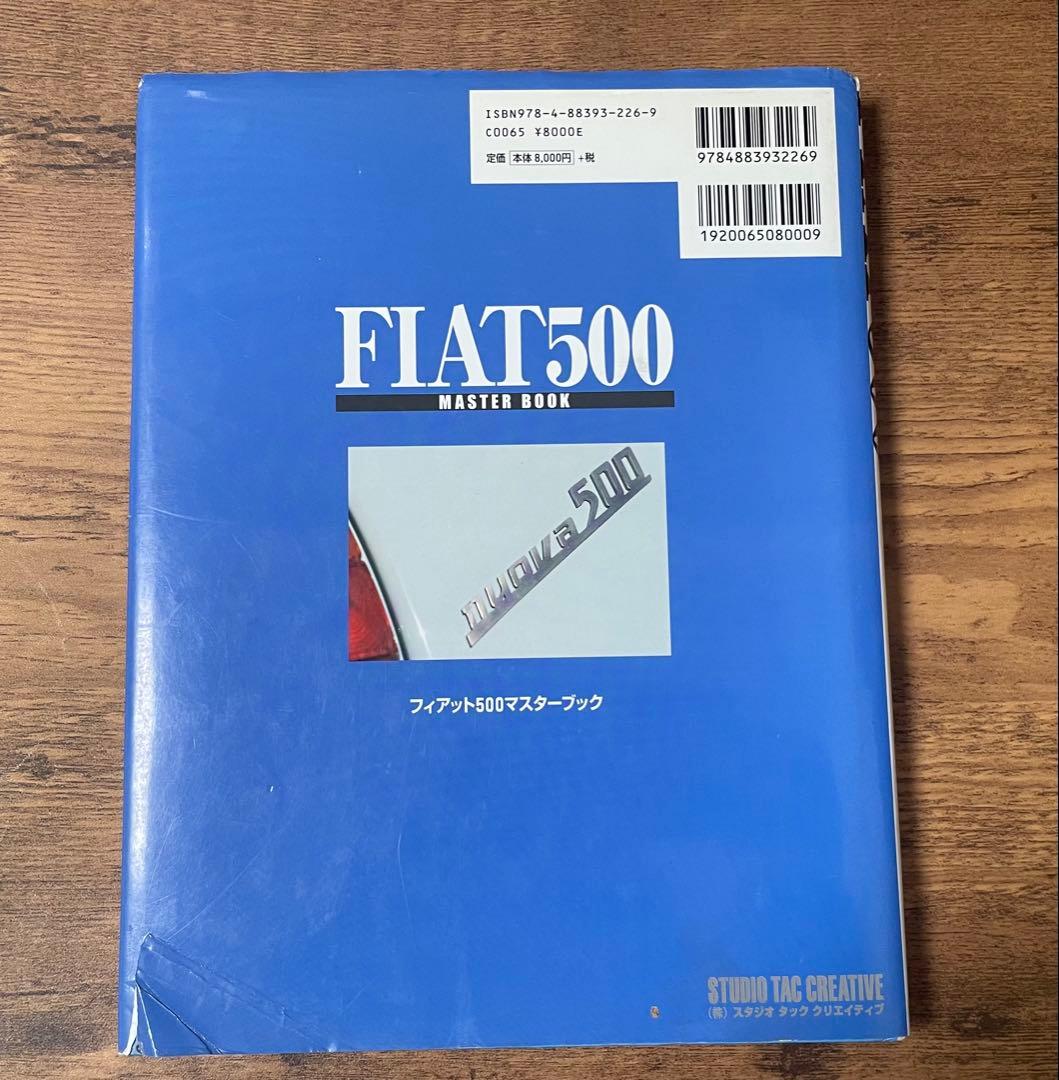 ISBN978-4-88393-226-9
C0065 ¥8000E
定価 本体 8,000円 +税
9784883932269
1920065080009
FIAT500
MASTER BOOK
nuova 500
フィアット500マスターブック
STUDIO TAC CREATIVE
(株) スタジオ タック クリエイティブ